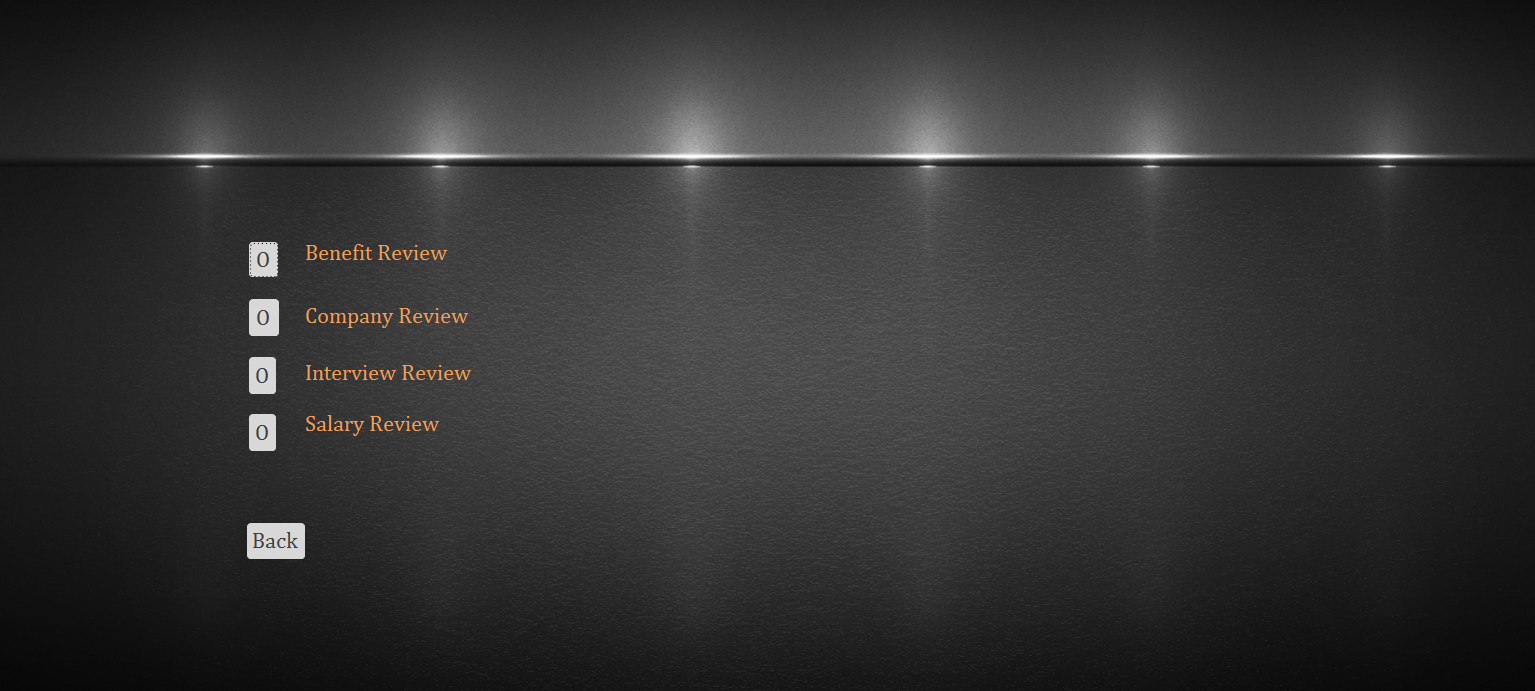 0 Benefit Review
0 Company Review
0 Interview Review
0 Salary Review
Back